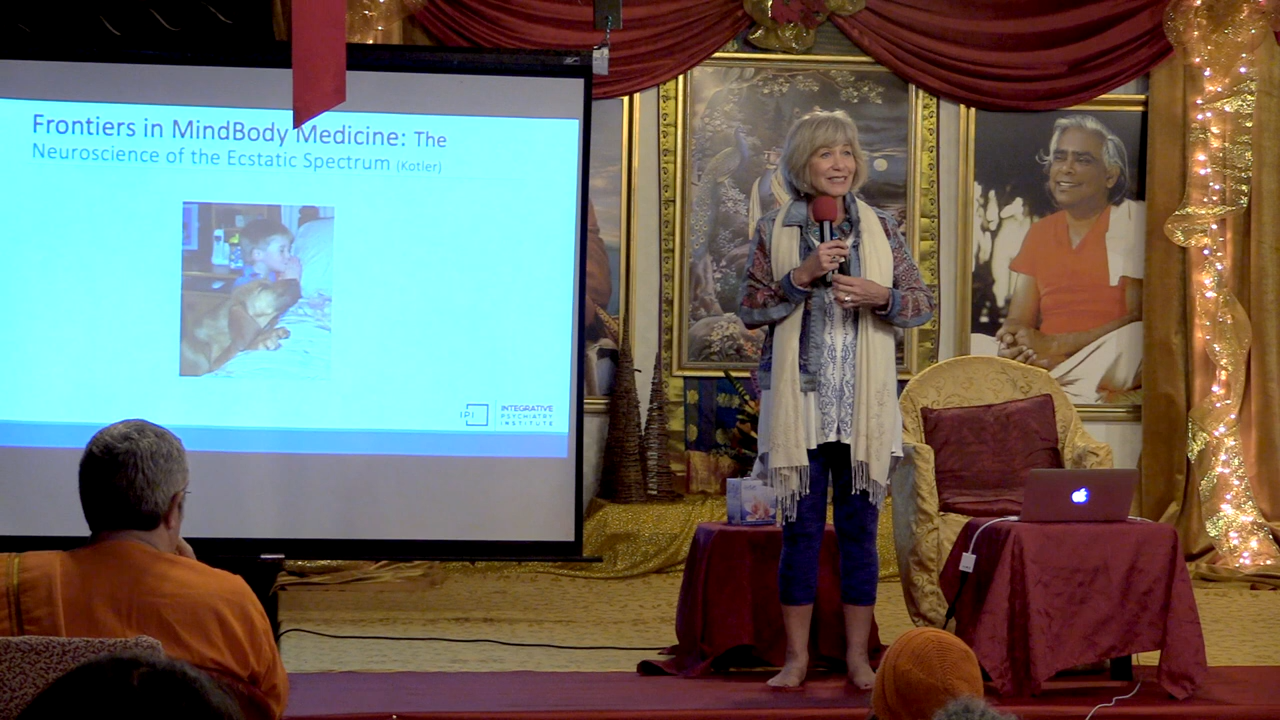 Frontiers in MindBody Medicine: The
Neuroscience of the Ecstatic Spectrum (Kotler)
IPI
INTEGRATIVE
PSYCHIATRY
INSTITUTE